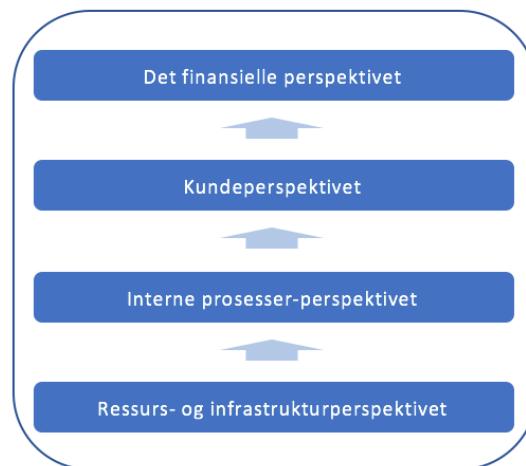 Det finansielle perspektivet
Kundeperspektivet
Interne prosesser-perspektivet
Ressurs- og infrastrukturperspektivet